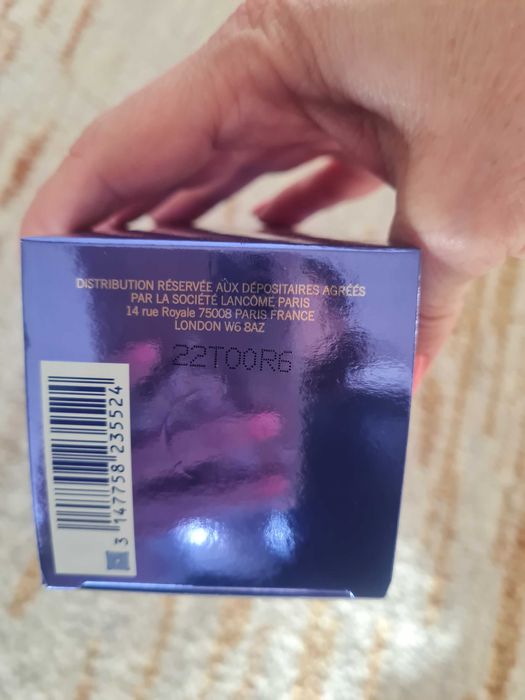 DISTRIBUTION RÉSERVÉE AUX DÉPOSITAIRES AGRÉÉS
PAR LA SOCIÉTÉ LANCÔME PARIS
14 rue Royale 75008 PARIS FRANCE
LONDON W6 8AZ
22T00R6
3 147758 235524